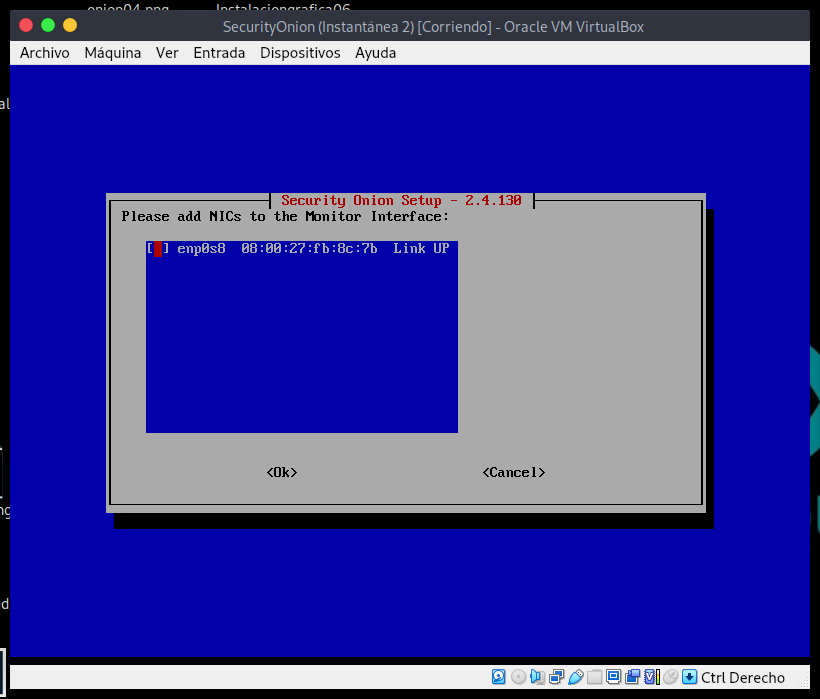 SecurityOnion (Instantánea 2) [Corriendo] - Oracle VM VirtualBox
Archivo Máquina Ver Entrada Dispositivos Ayuda
Security Onion Setup - 2.4.130
Please add NICs to the Monitor Interface:
[ ] enp0s8 08:00:27:fb:8c:7b Link UP
<Ok> <Cancel>
Ctrl Derecho